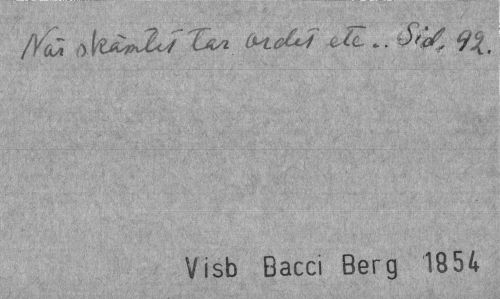 När skämtet tar ordet etc.. Sid. 92.
Visb Bacci Berg 1854